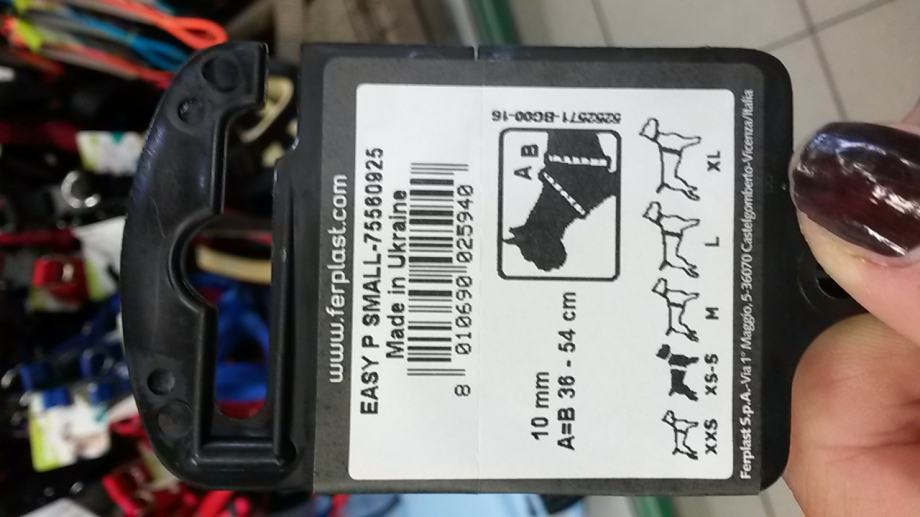 www.ferplast.com
EASY P SMALL-75580925
Made in Ukraine
8 010690 025940
5252571-BG00-16
A B
10 mm
A=B 36 - 54 cm
XXS XS-S M L XL
Ferplast S.p.A.-Via 1° Maggio, 5-36070 Castelgomberto-Vicenza/Italia